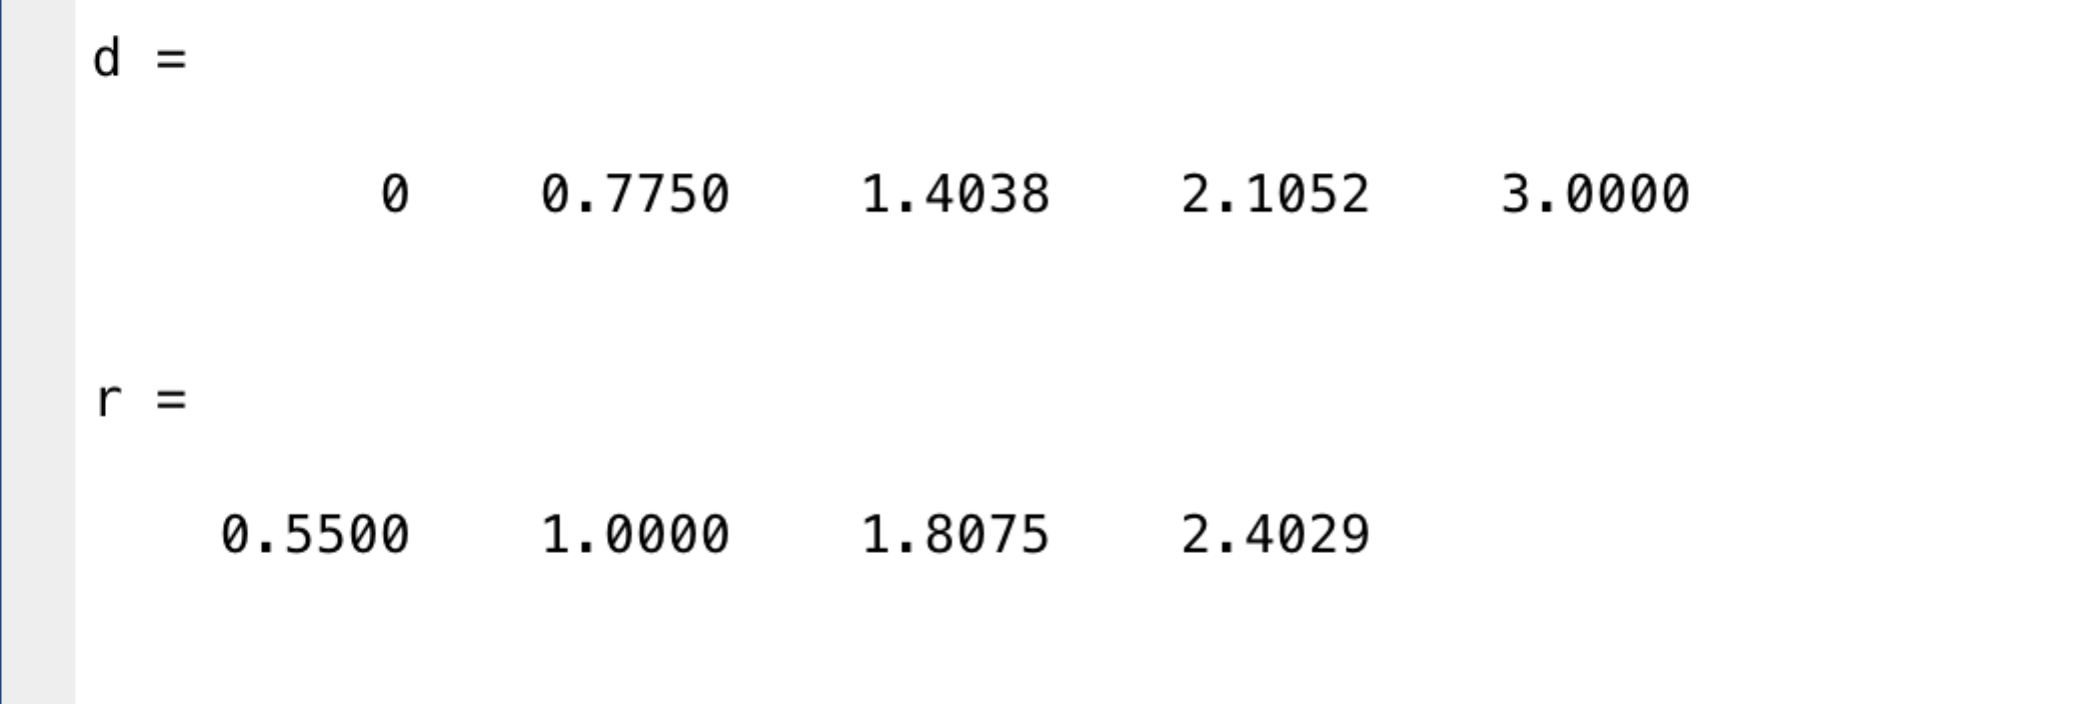 d =
0 0.7750 1.4038 2.1052 3.0000
r =
0.5500 1.0000 1.8075 2.4029